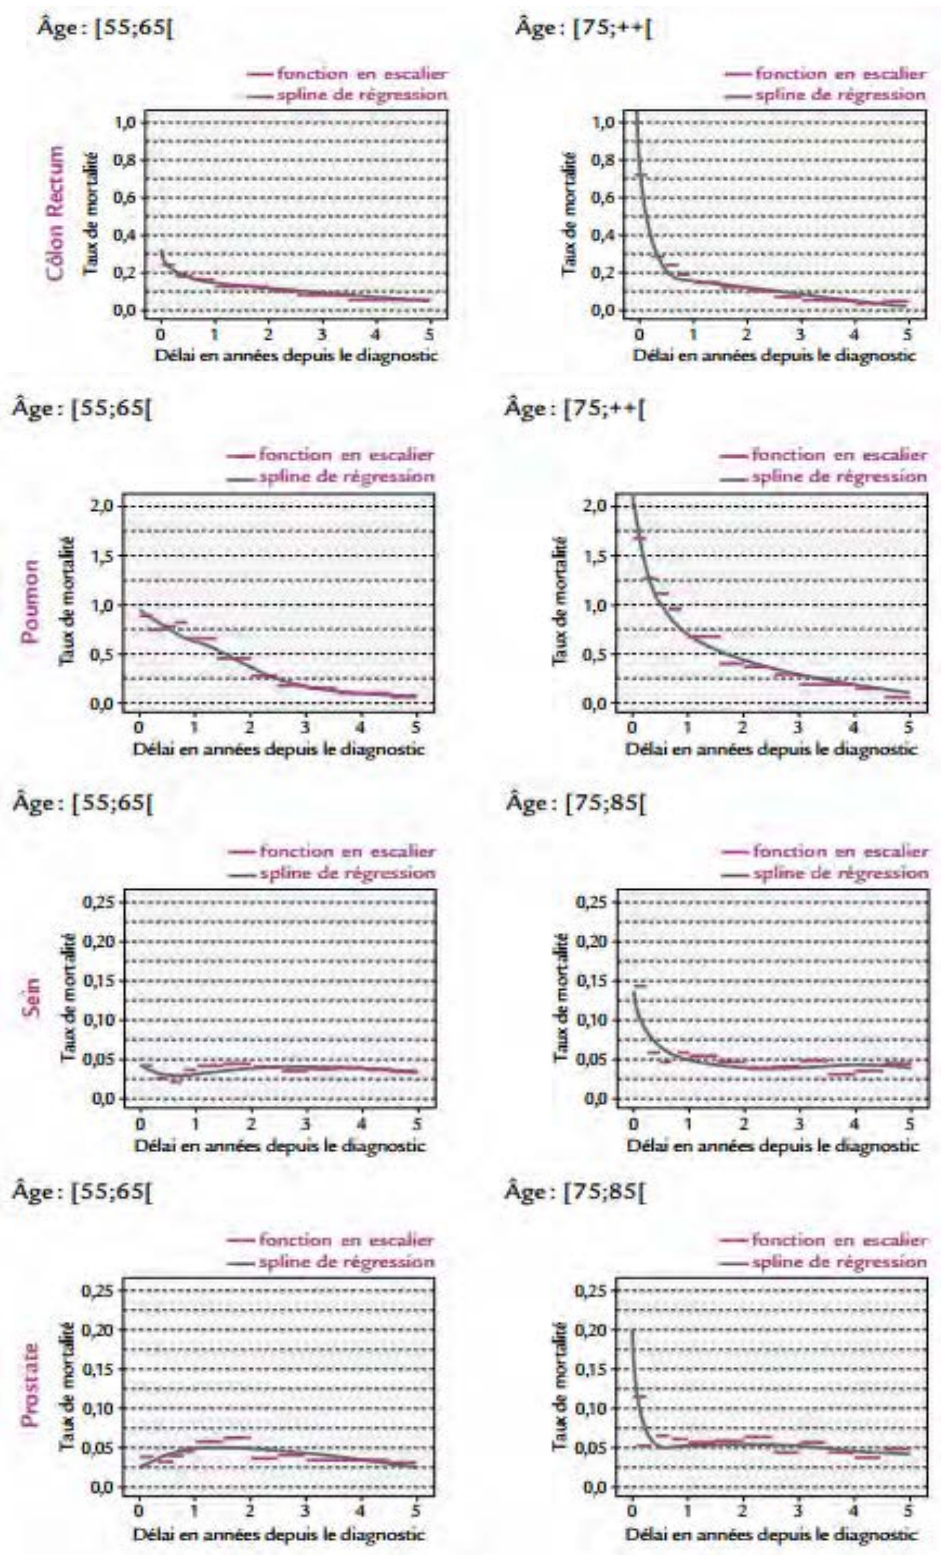 Âge : [55;65[
Âge : [75;++[
fonction en escalier
spline de régression
fonction en escalier
spline de régression
Côlon Rectum
Taux de mortalité
1,0
0,8
0,6
0,4
0,2
0,0
0 1 2 3 4 5
Délai en années depuis le diagnostic
Taux de mortalité
1,0
0,8
0,6
0,4
0,2
0,0
0 1 2 3 4 5
Délai en années depuis le diagnostic
Âge : [55;65[
Âge : [75;++[
fonction en escalier
spline de régression
fonction en escalier
spline de régression
Poumon
Taux de mortalité
2,0
1,5
1,0
0,5
0,0
0 1 2 3 4 5
Délai en années depuis le diagnostic
Taux de mortalité
2,0
1,5
1,0
0,5
0,0
0 1 2 3 4 5
Délai en années depuis le diagnostic
Âge : [55;65[
Âge : [75;85[
fonction en escalier
spline de régression
fonction en escalier
spline de régression
Sein
Taux de mortalité
0,25
0,20
0,15
0,10
0,05
0,0
0 1 2 3 4 5
Délai en années depuis le diagnostic
Taux de mortalité
0,25
0,20
0,15
0,10
0,05
0,0
0 1 2 3 4 5
Délai en années depuis le diagnostic
Âge : [55;65[
Âge : [75;85[
fonction en escalier
spline de régression
fonction en escalier
spline de régression
Prostate
Taux de mortalité
0,25
0,20
0,15
0,10
0,05
0,0
0 1 2 3 4 5
Délai en années depuis le diagnostic
Taux de mortalité
0,25
0,20
0,15
0,10
0,05
0,0
0 1 2 3 4 5
Délai en années depuis le diagnostic